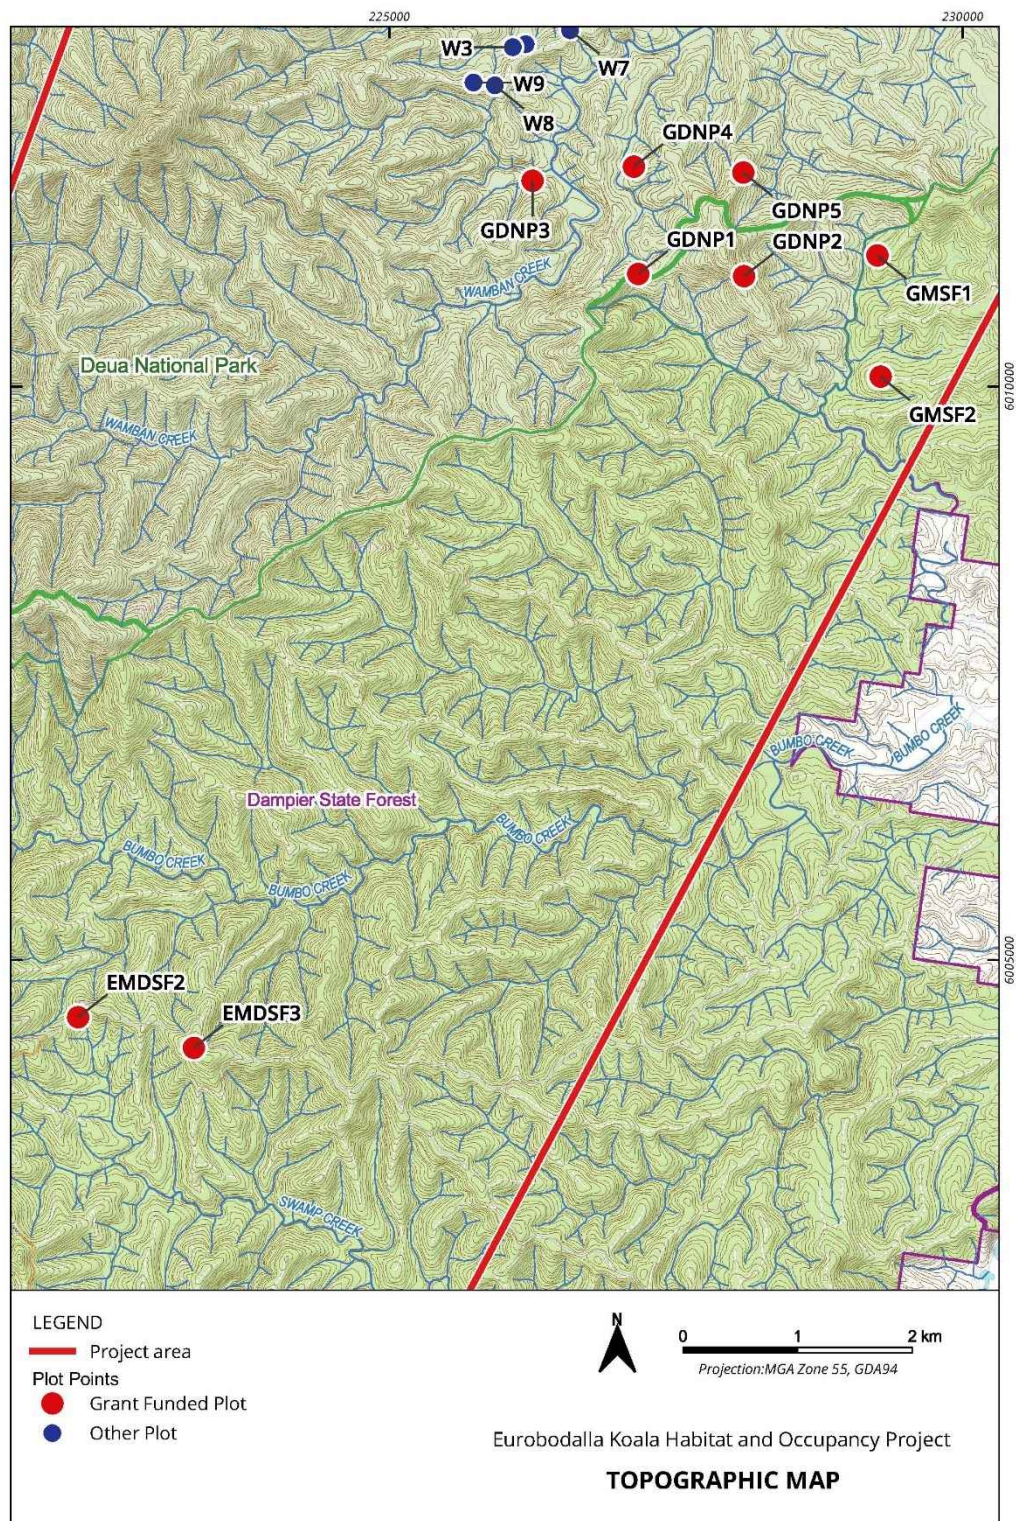 225000
230000
W3
W7
W9
W8
GDNP4
GDNP3
GDNP5
GDNP1
GDNP2
WAMBAN CREEK
GMSF1
Deua National Park
6010000
GMSF2
WAMBAN CREEK
BUMBO CREEK
BUMBO CREEK
Dampier State Forest
BUMBO CREEK
BUMBO CREEK
BUMBO CREEK
6005000
EMDSF2
EMDSF3
SWAMP CREEK
LEGEND
Project area
Plot Points
Grant Funded Plot
Other Plot
N
0 1 2 km
Projection:MGA Zone 55, GDA94
Eurobodalla Koala Habitat and Occupancy Project
TOPOGRAPHIC MAP